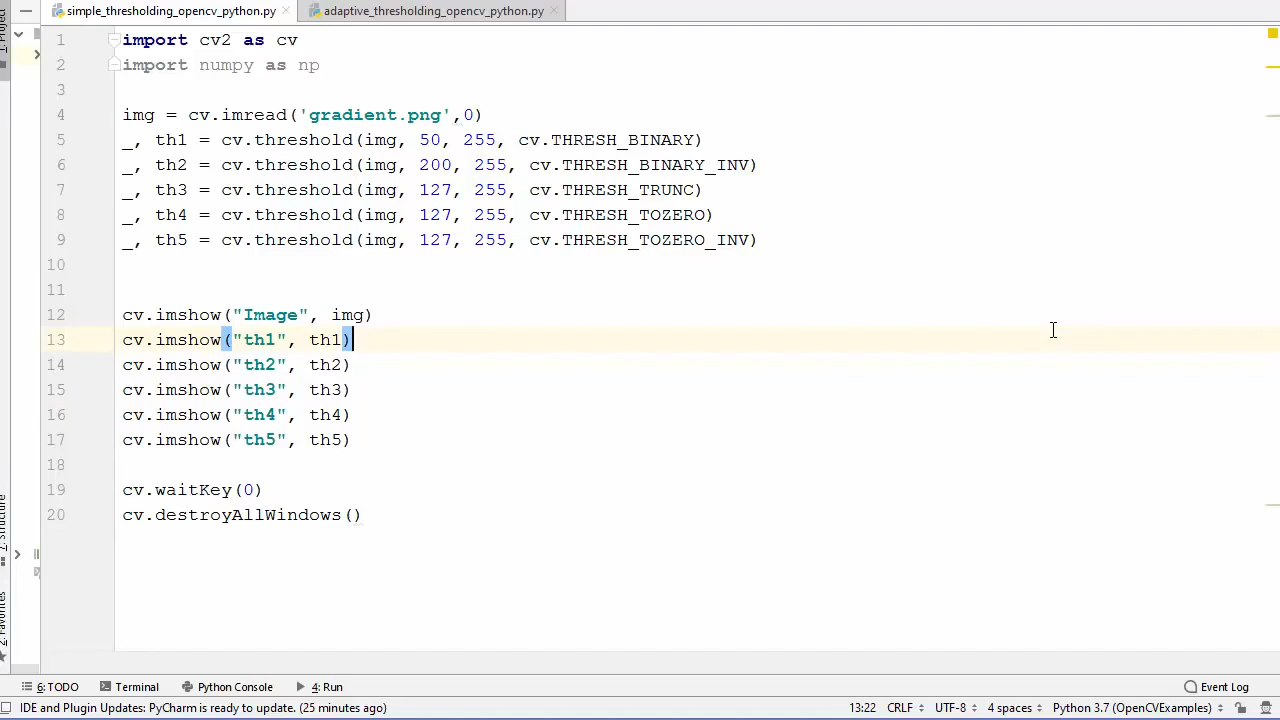 simple_thresholding_opencv_python.py
adaptive_thresholding_opencv_python.py
1 import cv2 as cv
2 import numpy as np
3
4 img = cv.imread('gradient.png',0)
5 _, th1 = cv.threshold(img, 50, 255, cv.THRESH_BINARY)
6 _, th2 = cv.threshold(img, 200, 255, cv.THRESH_BINARY_INV)
7 _, th3 = cv.threshold(img, 127, 255, cv.THRESH_TRUNC)
8 _, th4 = cv.threshold(img, 127, 255, cv.THRESH_TOZERO)
9 _, th5 = cv.threshold(img, 127, 255, cv.THRESH_TOZERO_INV)
10
11
12 cv.imshow("Image", img)
13 cv.imshow("th1", th1)
14 cv.imshow("th2", th2)
15 cv.imshow("th3", th3)
16 cv.imshow("th4", th4)
17 cv.imshow("th5", th5)
18
19 cv.waitKey(0)
20 cv.destroyAllWindows()
1: Project
7: Structure
2: Favorites
6: TODO
Terminal
Python Console
4: Run
Event Log
IDE and Plugin Updates: PyCharm is ready to update. (25 minutes ago)
13:22 CRLF UTF-8 4 spaces Python 3.7 (OpenCVExamples)